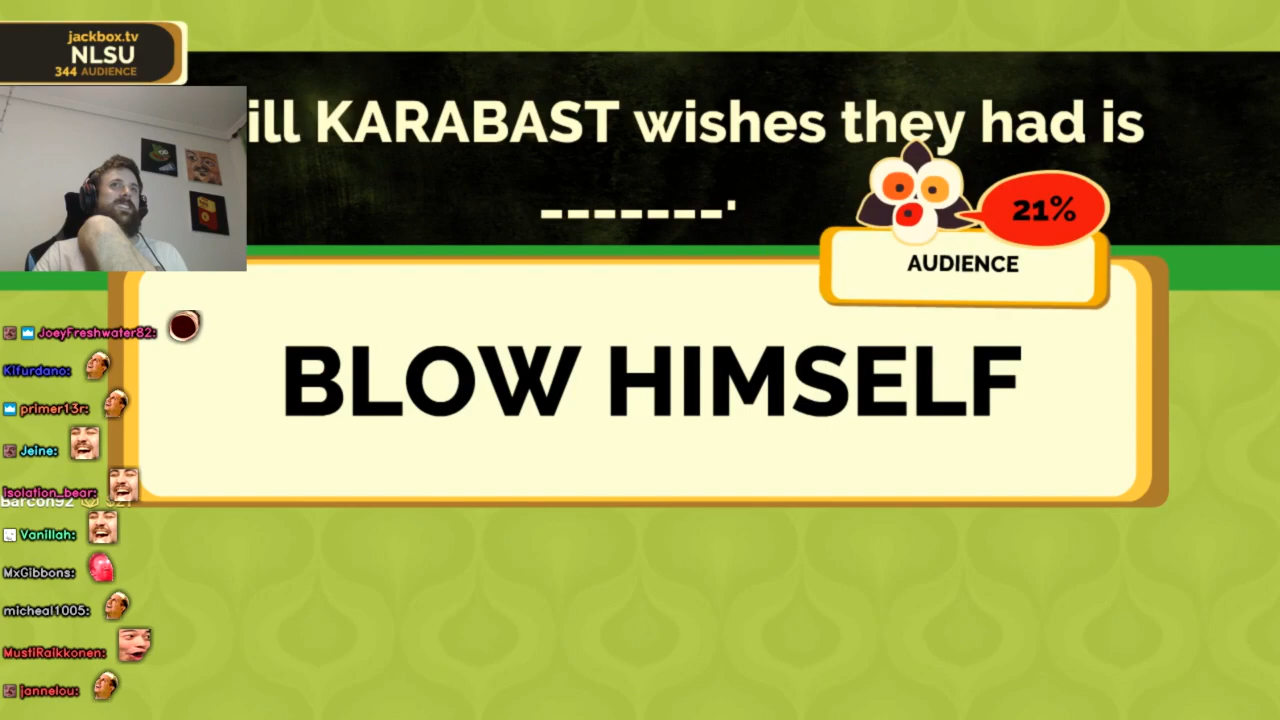 jackbox.tv
NLSU
344 AUDIENCE
ill KARABAST wishes they had is
_______.
21%
AUDIENCE
BLOW HIMSELF
JoeyFreshwater82:
Kifurdano:
primer13r:
Jeine:
isolation_bear:
Barcon92
Vanillah:
MxGibbons:
micheal1005:
MustiRaikkonen:
jannelou: